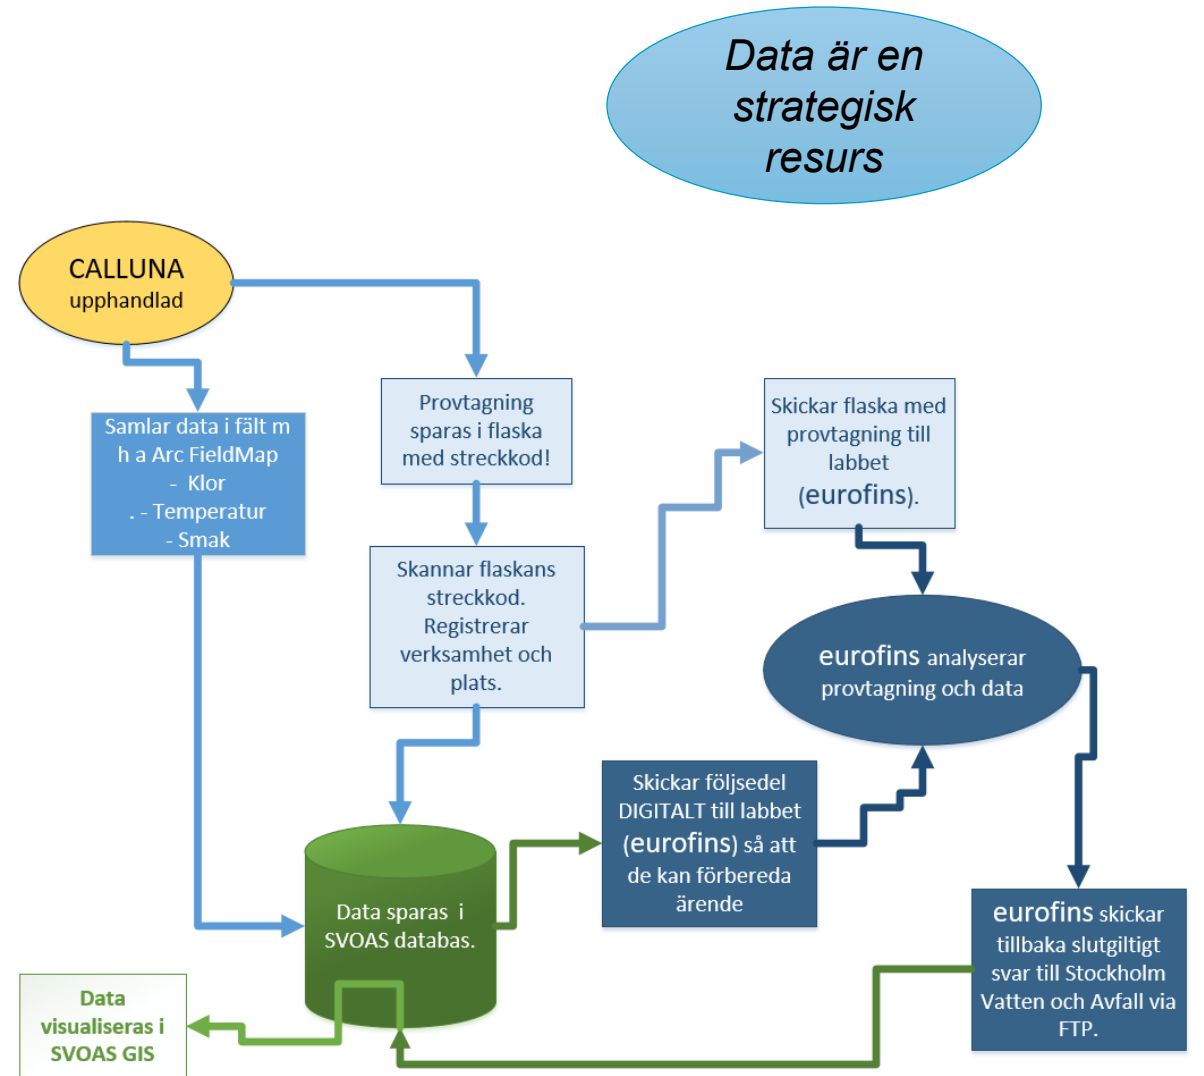 Data är en
strategisk
resurs
CALLUNA
upphandlad
Samlar data i fält m
h a Arc FieldMap
- Klor
. - Temperatur
- Smak
Provtagning
sparas i flaska
med streckkod!
Skannar flaskans
streckkod.
Registrerar
verksamhet och
plats.
Skickar flaska med
provtagning till
labbet
(eurofins).
eurofins analyserar
provtagning och data
Skickar följsedel
DIGITALT till labbet
(eurofins) så att
de kan förbereda
ärende
Data sparas i
SVOAS databas.
eurofins skickar
tillbaka slutgiltigt
svar till Stockholm
Vatten och Avfall via
FTP.
Data
visualiseras i
SVOAS GIS